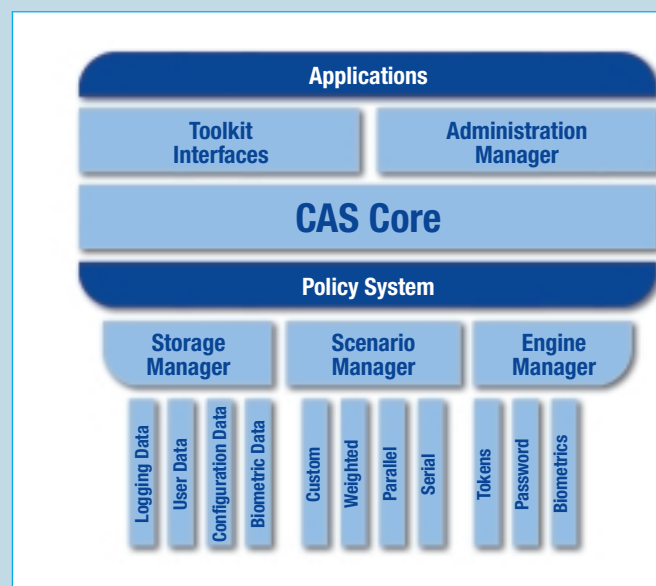 Applications
Toolkit
Interfaces
Administration
Manager
CAS Core
Policy System
Storage
Manager
Scenario
Manager
Engine
Manager
Logging Data
User Data
Configuration Data
Biometric Data
Custom
Weighted
Parallel
Serial
Tokens
Password
Biometrics